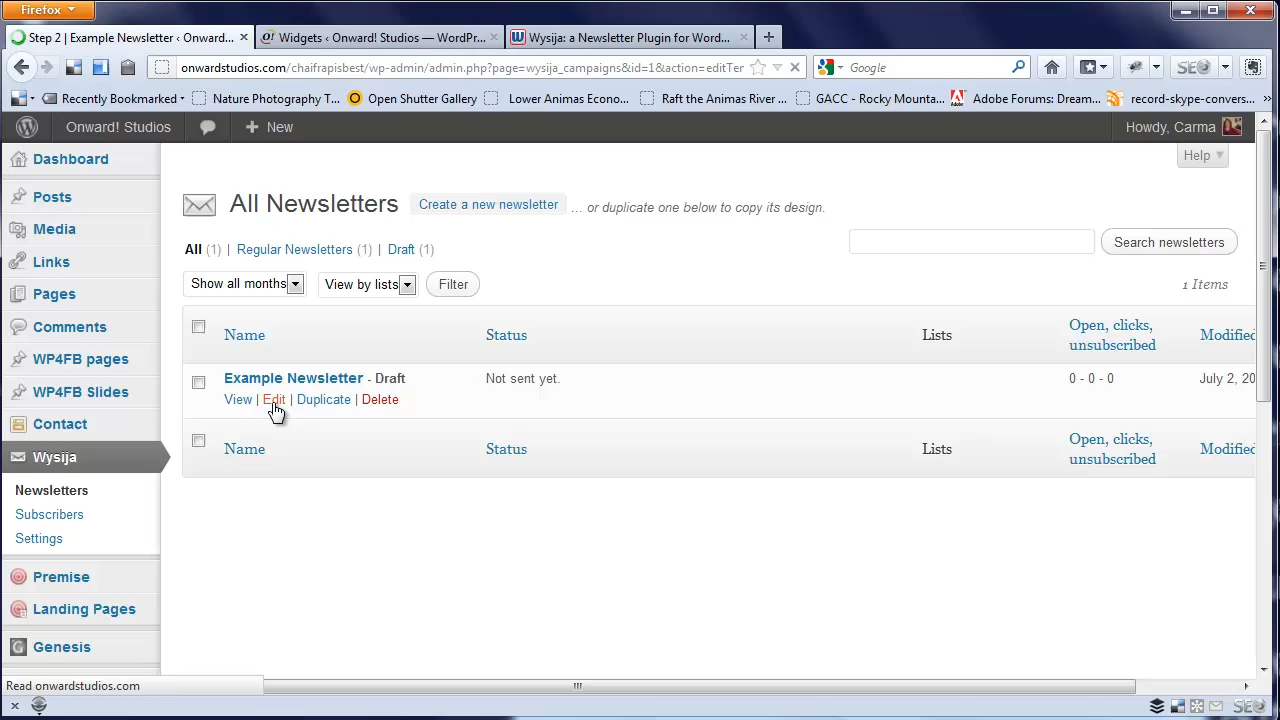 Firefox
Step 2 | Example Newsletter ‹ Onward...
Widgets ‹ Onward! Studios — WordPr...
Wysija: a Newsletter Plugin for Word...
onwardstudios.com/chaifrapisbest/wp-admin/admin.php?page=wysija_campaigns&id=1&action=editTer
Google
Recently Bookmarked
Nature Photography T...
Open Shutter Gallery
Lower Animas Econo...
Raft the Animas River ...
GACC - Rocky Mounta...
Adobe Forums: Dream...
record-skype-convers...
Onward! Studios
New
Howdy, Carma
Help
Dashboard
Posts
Media
Links
Pages
Comments
WP4FB pages
WP4FB Slides
Contact
Wysija
Newsletters
Subscribers
Settings
Premise
Landing Pages
Genesis
All Newsletters Create a new newsletter ... or duplicate one below to copy its design.
Search newsletters
All (1) | Regular Newsletters (1) | Draft (1)
Show all months View by lists Filter 1 Items
Name Status Lists Open, clicks, unsubscribed Modified
Example Newsletter - Draft Not sent yet. 0 - 0 - 0 July 2, 20
View | Edit | Duplicate | Delete
Name Status Lists Open, clicks, unsubscribed Modified
Read onwardstudios.com